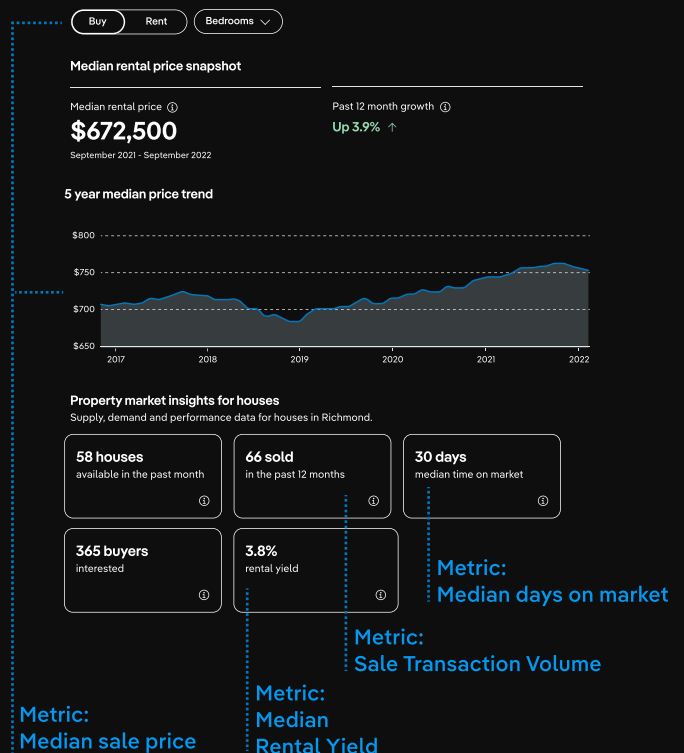 Buy Rent Bedrooms
Median rental price snapshot
Median rental price
$672,500
September 2021 - September 2022
Past 12 month growth
Up 3.9% ↑
5 year median price trend
$800
$750
$700
$650
2017 2018 2019 2020 2021 2022
Property market insights for houses
Supply, demand and performance data for houses in Richmond.
58 houses
available in the past month
66 sold
in the past 12 months
30 days
median time on market
365 buyers
interested
3.8%
rental yield
Metric:
Median days on market
Metric:
Sale Transaction Volume
Metric:
Median
Rental Yield
Metric:
Median sale price